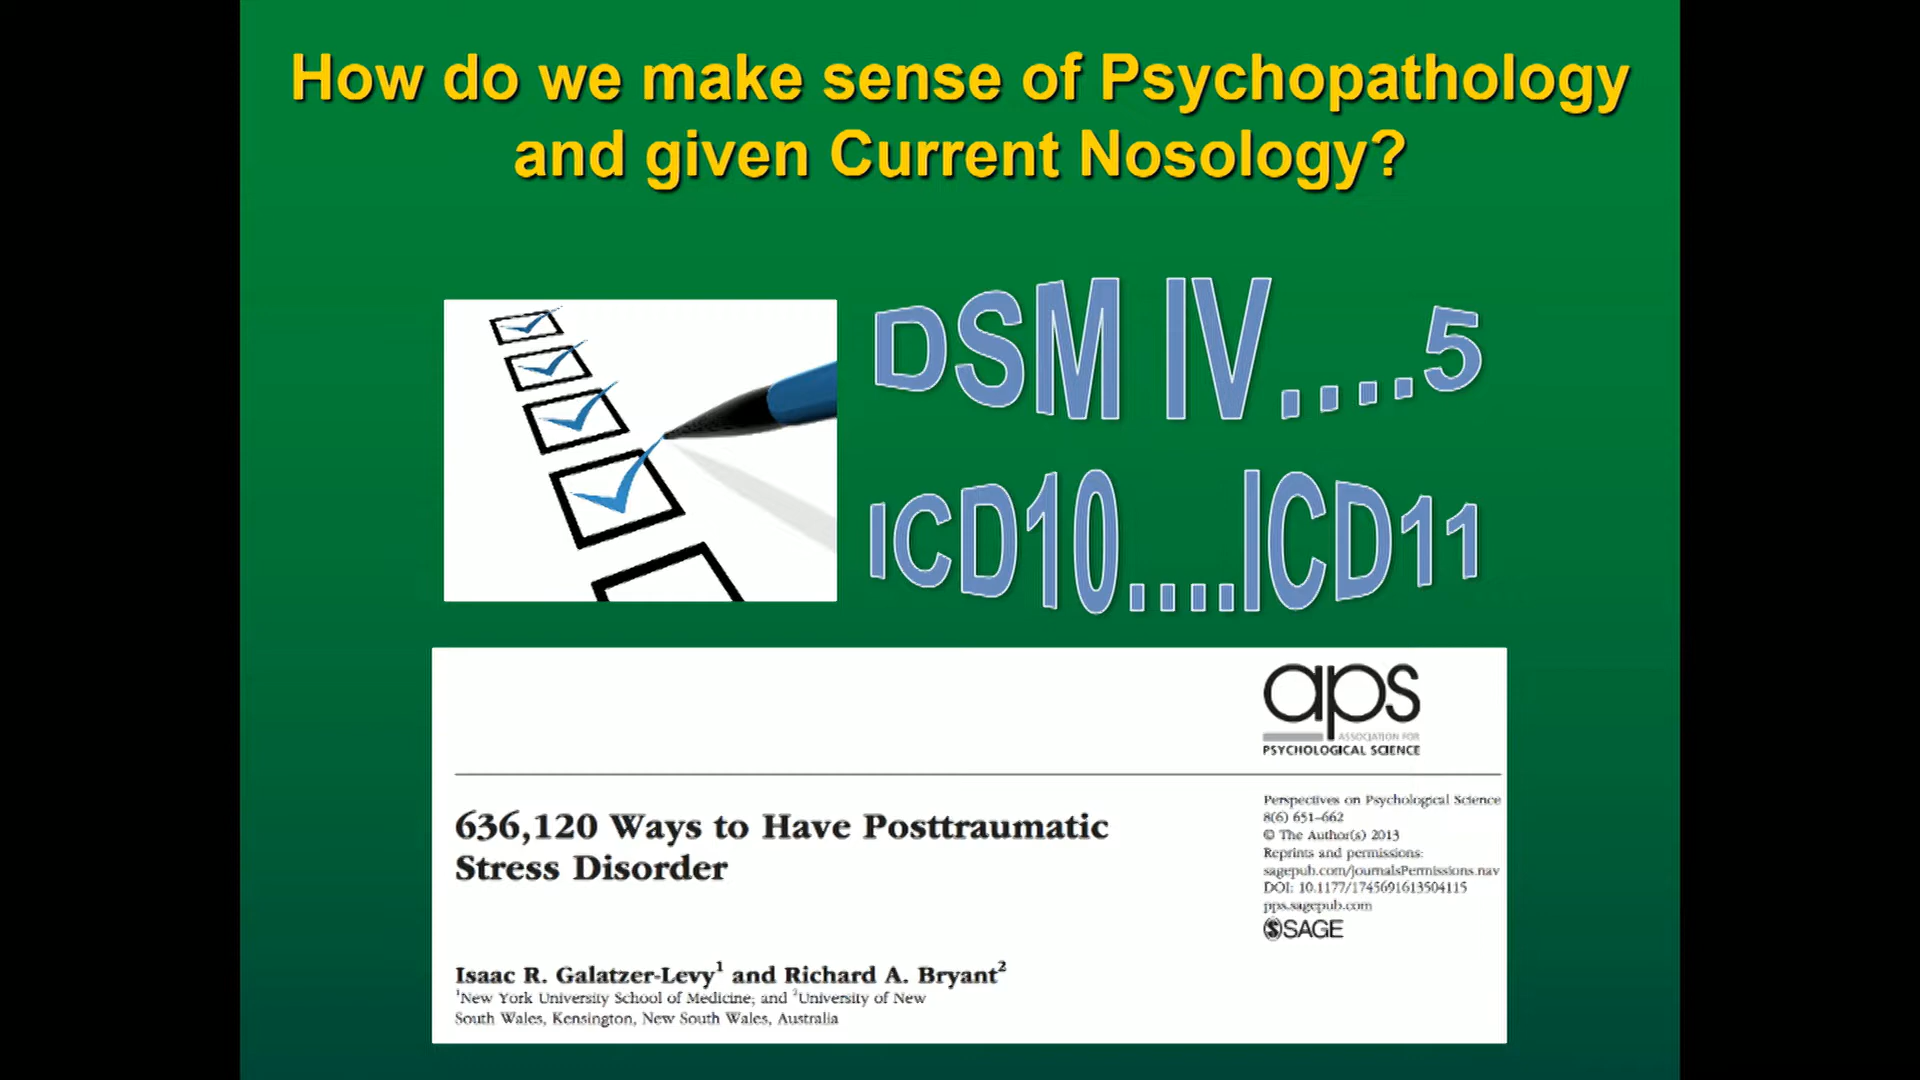 How do we make sense of Psychopathology
and given Current Nosology?
DSM IV....5
ICD10....ICD11
aps
ASSOCIATION FOR
PSYCHOLOGICAL SCIENCE
636,120 Ways to Have Posttraumatic
Stress Disorder
Perspectives on Psychological Science
8(6) 651–662
© The Author(s) 2013
Reprints and permissions:
sagepub.com/journalsPermissions.nav
DOI: 10.1177/1745691613504115
pps.sagepub.com
SAGE
Isaac R. Galatzer-Levy¹ and Richard A. Bryant²
¹New York University School of Medicine; and ²University of New
South Wales, Kensington, New South Wales, Australia